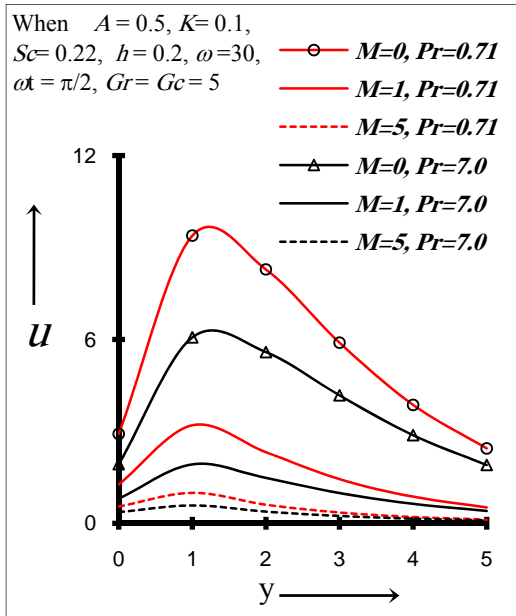 When A = 0.5, K= 0.1,
Sc= 0.22, h = 0.2, ω =30,
ωt = π/2, Gr = Gc = 5
M=0, Pr=0.71
M=1, Pr=0.71
M=5, Pr=0.71
M=0, Pr=7.0
M=1, Pr=7.0
M=5, Pr=7.0
12
6
0
u
0 1 2 3 4 5
y